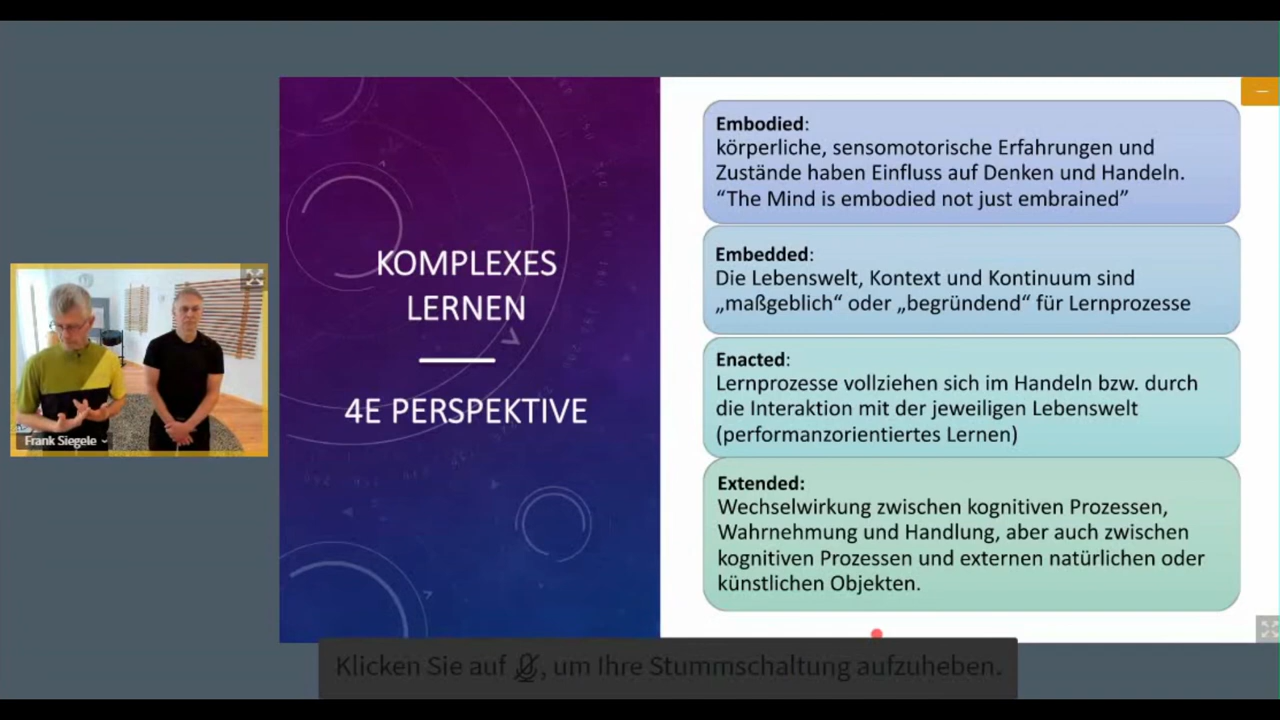 KOMPLEXES
LERNEN
4E PERSPEKTIVE
Embodied:
körperliche, sensomotorische Erfahrungen und
Zustände haben Einfluss auf Denken und Handeln.
“The Mind is embodied not just embrained”
Embedded:
Die Lebenswelt, Kontext und Kontinuum sind
„maßgeblich“ oder „begründend“ für Lernprozesse
Enacted:
Lernprozesse vollziehen sich im Handeln bzw. durch
die Interaktion mit der jeweiligen Lebenswelt
(performanzorientiertes Lernen)
Extended:
Wechselwirkung zwischen kognitiven Prozessen,
Wahrnehmung und Handlung, aber auch zwischen
kognitiven Prozessen und externen natürlichen oder
künstlichen Objekten.
Frank Siegele
Klicken Sie auf , um Ihre Stummschaltung aufzuheben.